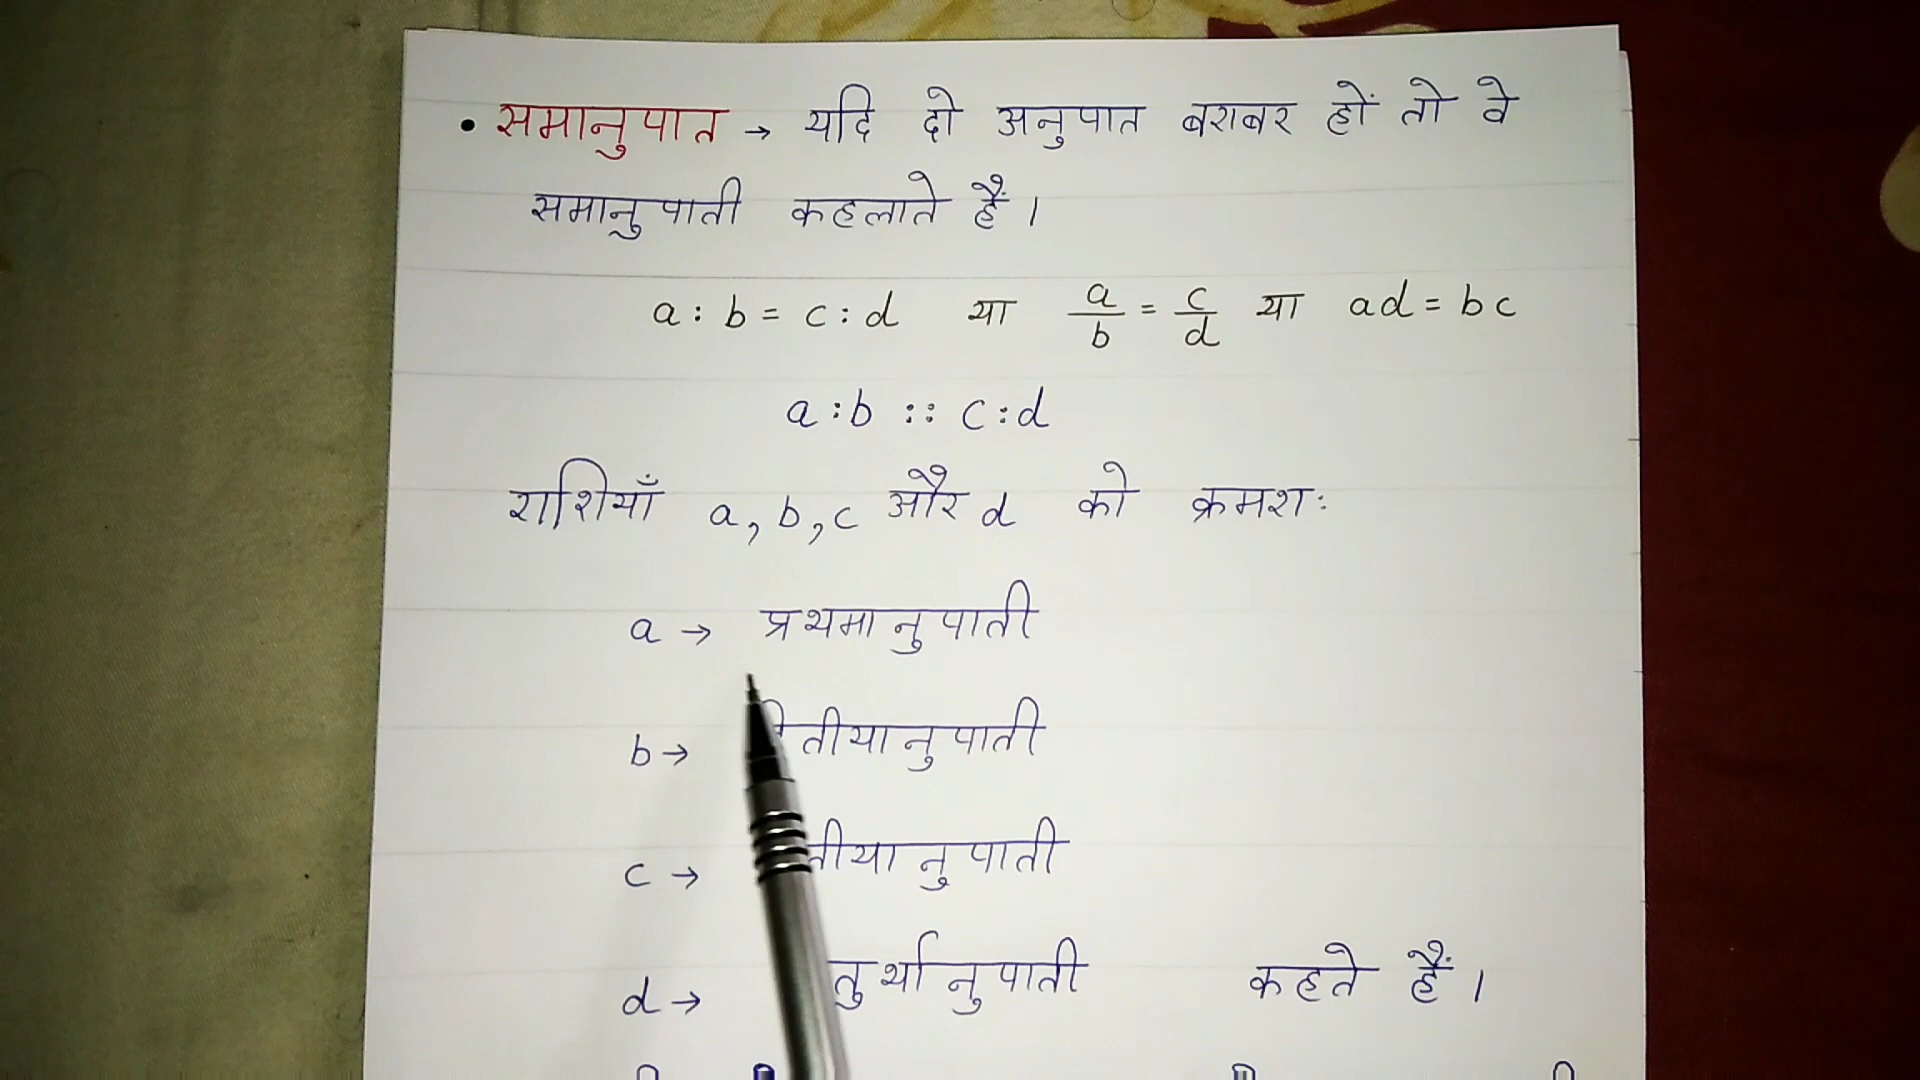 • समानुपात → यदि दो अनुपात बराबर हों तो वे
समानुपाती कहलाते हैं।
a : b = c : d या a/b = c/d या ad = bc
a : b :: c : d
राशियाँ a, b, c और d को क्रमशः
a → प्रथमानुपाती
b →
c →
d → कहते हैं।